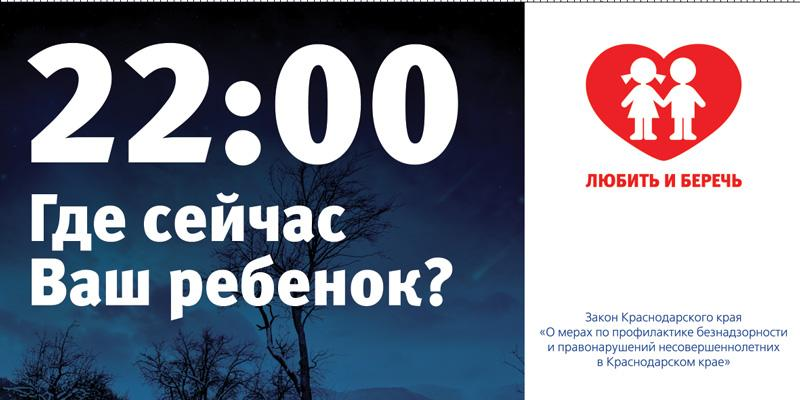 22:00
Где сейчас
Ваш ребенок?
ЛЮБИТЬ И БЕРЕЧЬ
Закон Краснодарского края
«О мерах по профилактике безнадзорности
и правонарушений несовершеннолетних
в Краснодарском крае»